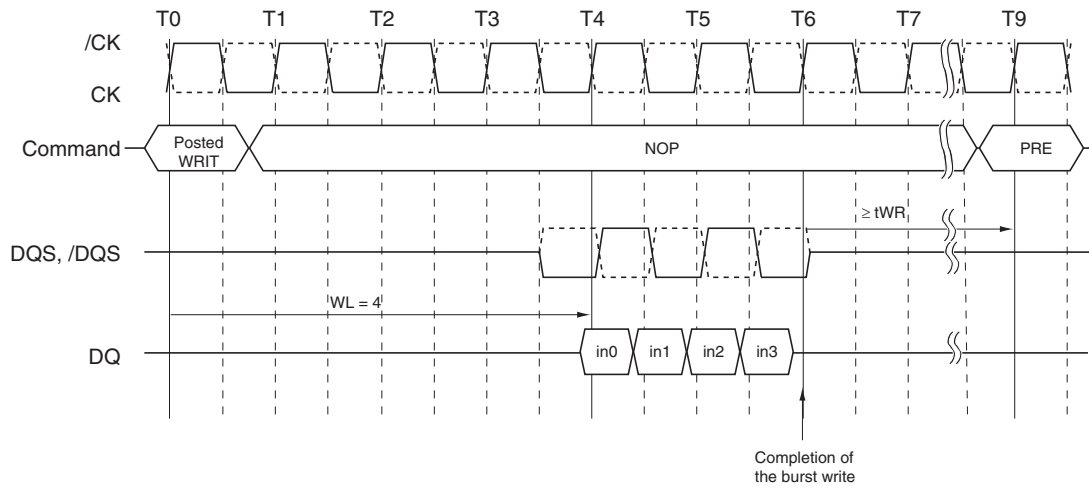 T0 T1 T2 T3 T4 T5 T6 T7 T9
/CK
CK
Command
Posted
WRIT
NOP
PRE
≥ tWR
DQS, /DQS
WL = 4
DQ
in0 in1 in2 in3
Completion of
the burst write